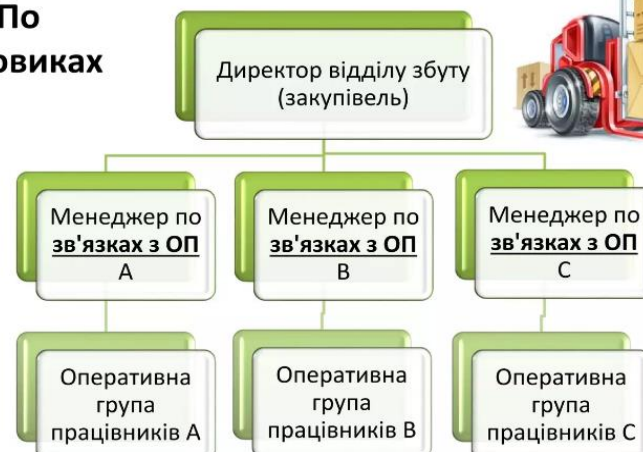 По
овиках
Директор відділу збуту
(закупівель)
Менеджер по
зв'язках з ОП
А
Менеджер по
зв'язках з ОП
В
Менеджер по
зв'язках з ОП
С
Оперативна
група
працівників А
Оперативна
група
працівників В
Оперативна
група
працівників С